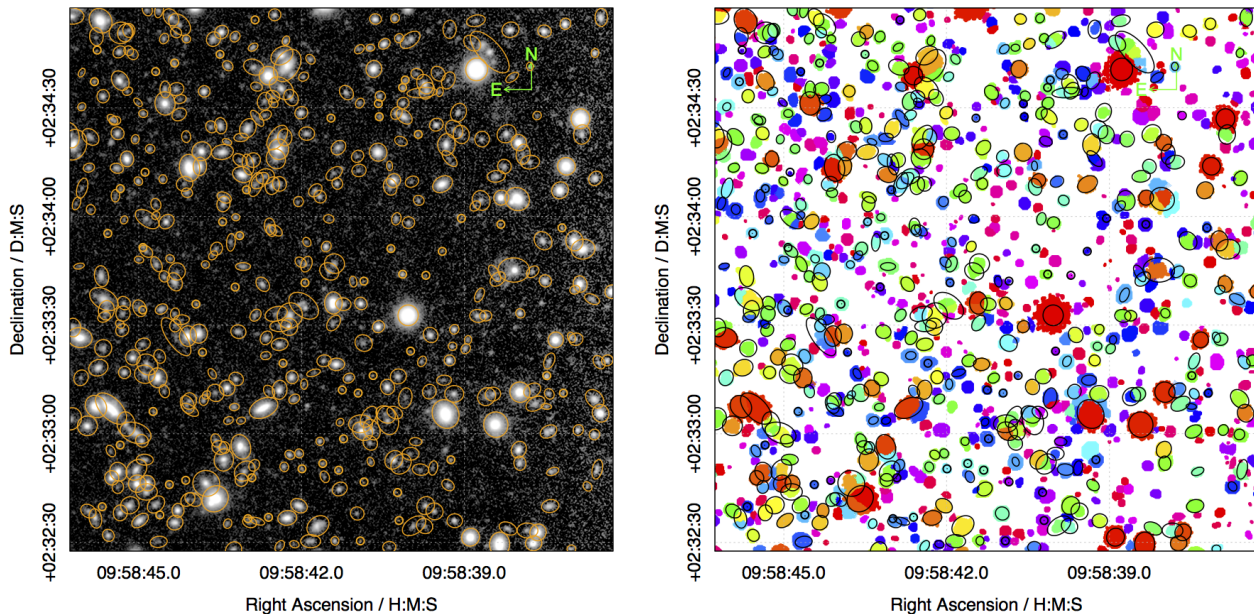 N
E
N
E
+02:34:30
+02:34:00
+02:33:30
+02:33:00
+02:32:30
Declination / D:M:S
09:58:45.0
09:58:42.0
09:58:39.0
Right Ascension / H:M:S
+02:34:30
+02:34:00
+02:33:30
+02:33:00
+02:32:30
Declination / D:M:S
09:58:45.0
09:58:42.0
09:58:39.0
Right Ascension / H:M:S